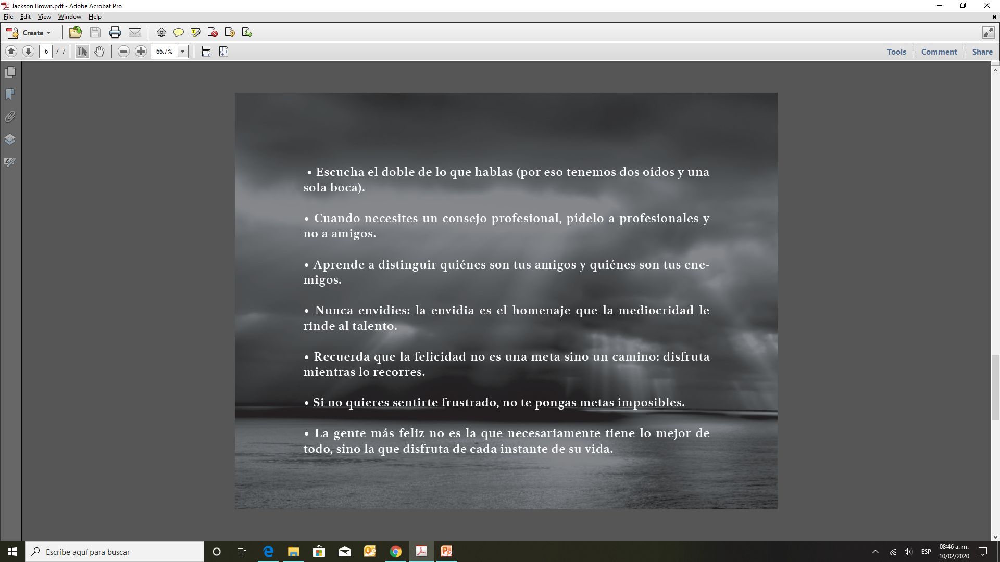 Jackson Brown.pdf - Adobe Acrobat Pro
File Edit View Window Help
Create
6 / 7 66.7% Tools Comment Share
• Escucha el doble de lo que hablas (por eso tenemos dos oídos y una
sola boca).
• Cuando necesites un consejo profesional, pídelo a profesionales y
no a amigos.
• Aprende a distinguir quiénes son tus amigos y quiénes son tus ene-
migos.
• Nunca envidies: la envidia es el homenaje que la mediocridad le
rinde al talento.
• Recuerda que la felicidad no es una meta sino un camino: disfruta
mientras lo recorres.
• Si no quieres sentirte frustrado, no te pongas metas imposibles.
• La gente más feliz no es la que necesariamente tiene lo mejor de
todo, sino la que disfruta de cada instante de su vida.
Escribe aquí para buscar
ESP
08:46 a. m.
10/02/2020